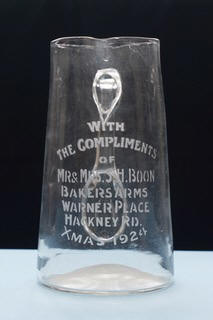 WITH
THE COMPLIMENTS
OF
MR & MRS. J.H. BOON
BAKERS ARMS
WARNER PLACE
HACKNEY RD.
XMAS 1924